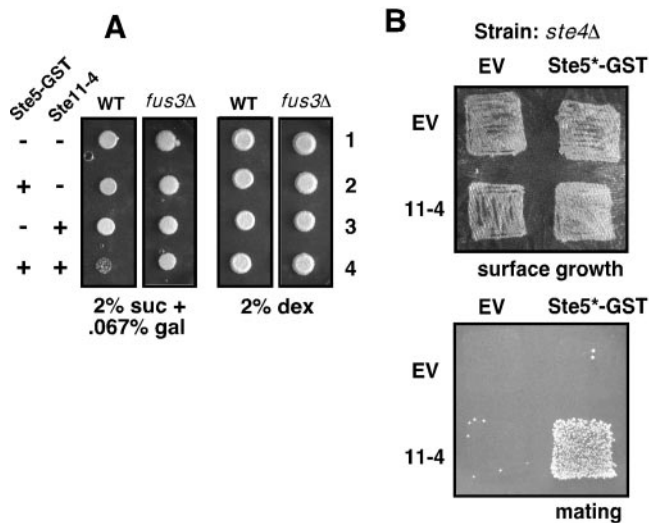 A
Ste5-GST
Ste11-4
WT fus3Δ WT fus3Δ
- - 1
+ - 2
- + 3
+ + 4
2% suc + .067% gal
2% dex
B
Strain: ste4Δ
EV Ste5*-GST
EV
11-4
surface growth
EV Ste5*-GST
EV
11-4
mating